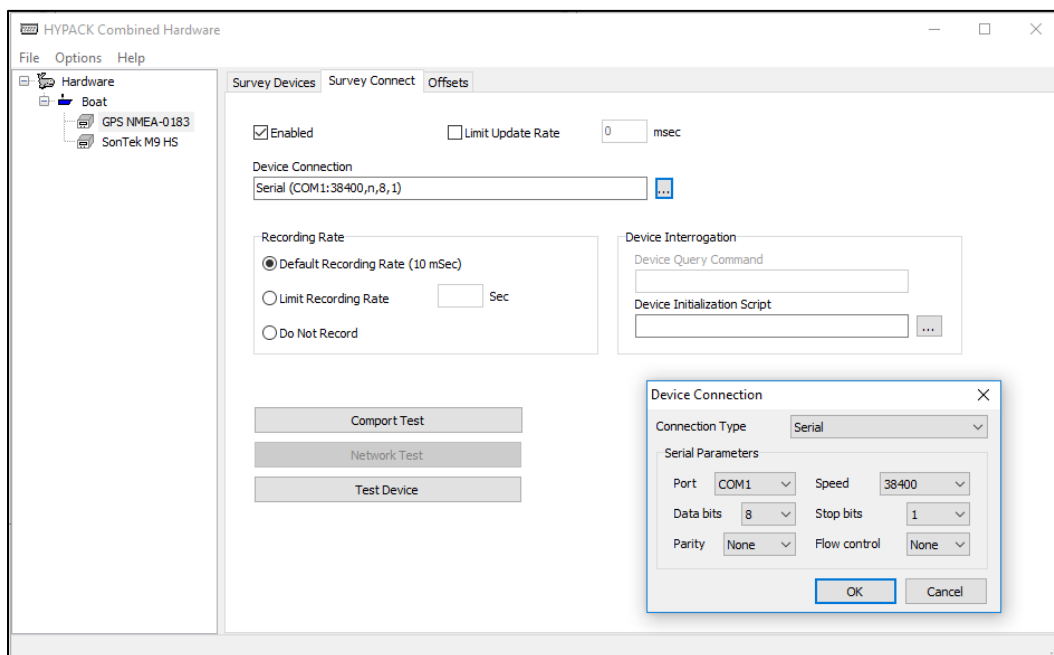 HYPACK Combined Hardware
File Options Help
Hardware
Boat
GPS NMEA-0183
SonTek M9 HS
Survey Devices Survey Connect Offsets
Enabled Limit Update Rate 0 msec
Device Connection
Serial (COM1:38400,n,8,1) ...
Recording Rate
Default Recording Rate (10 mSec)
Limit Recording Rate Sec
Do Not Record
Device Interrogation
Device Query Command
Device Initialization Script
...
Comport Test
Network Test
Test Device
Device Connection
Connection Type Serial
Serial Parameters
Port COM1 Speed 38400
Data bits 8 Stop bits 1
Parity None Flow control None
OK Cancel